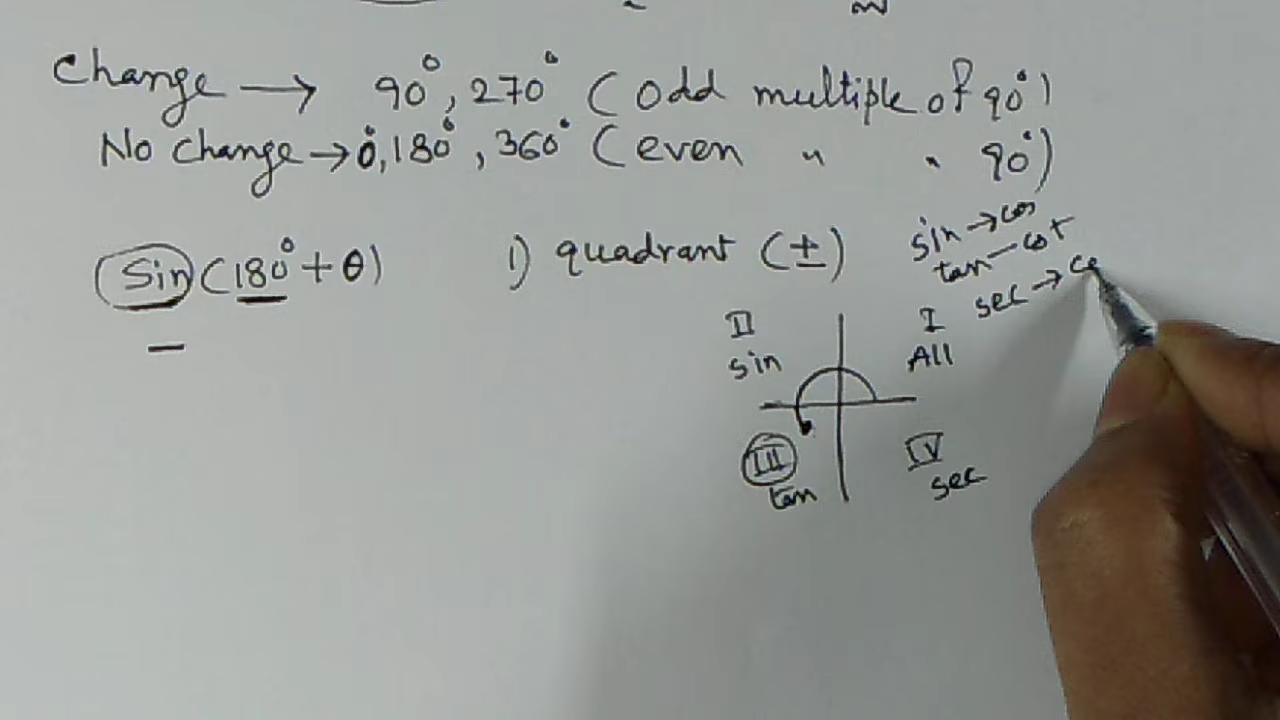 Change → 90°, 270° (Odd multiple of 90°)
No change → 0°, 180°, 360° (even " " 90°)
Sin (180° + θ)
1) quadrant (±)
sin → cos
tan — cot
sec → co
II
I
sin
All
III
IV
tan
sec